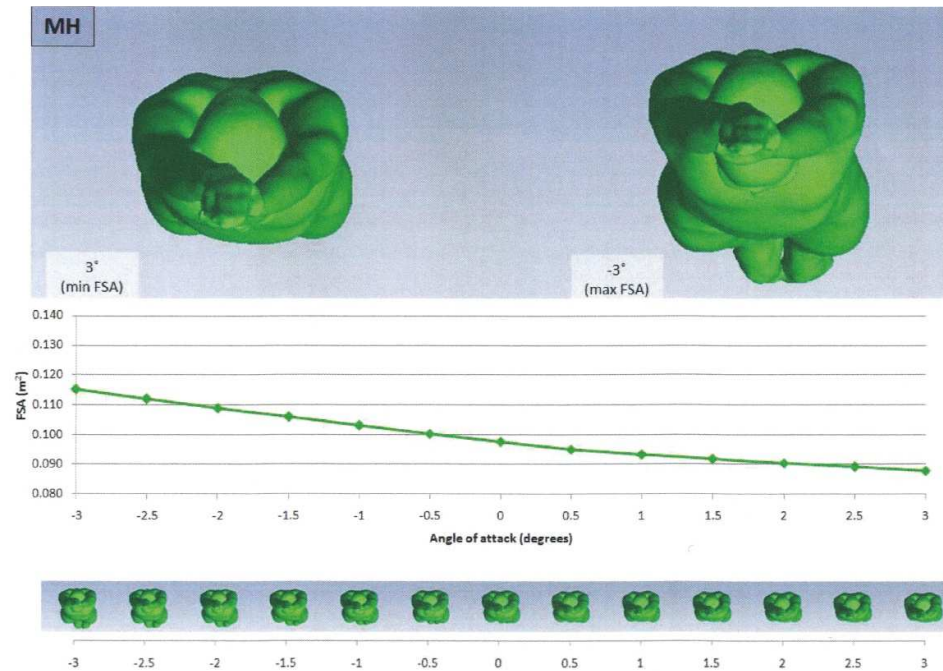 MH
3°
(min FSA)
-3°
(max FSA)
0.140
0.130
0.120
0.110
0.100
0.090
0.080
FSA (m²)
-3 -2.5 -2 -1.5 -1 -0.5 0 0.5 1 1.5 2 2.5 3
Angle of attack (degrees)
-3 -2.5 -2 -1.5 -1 -0.5 0 0.5 1 1.5 2 2.5 3